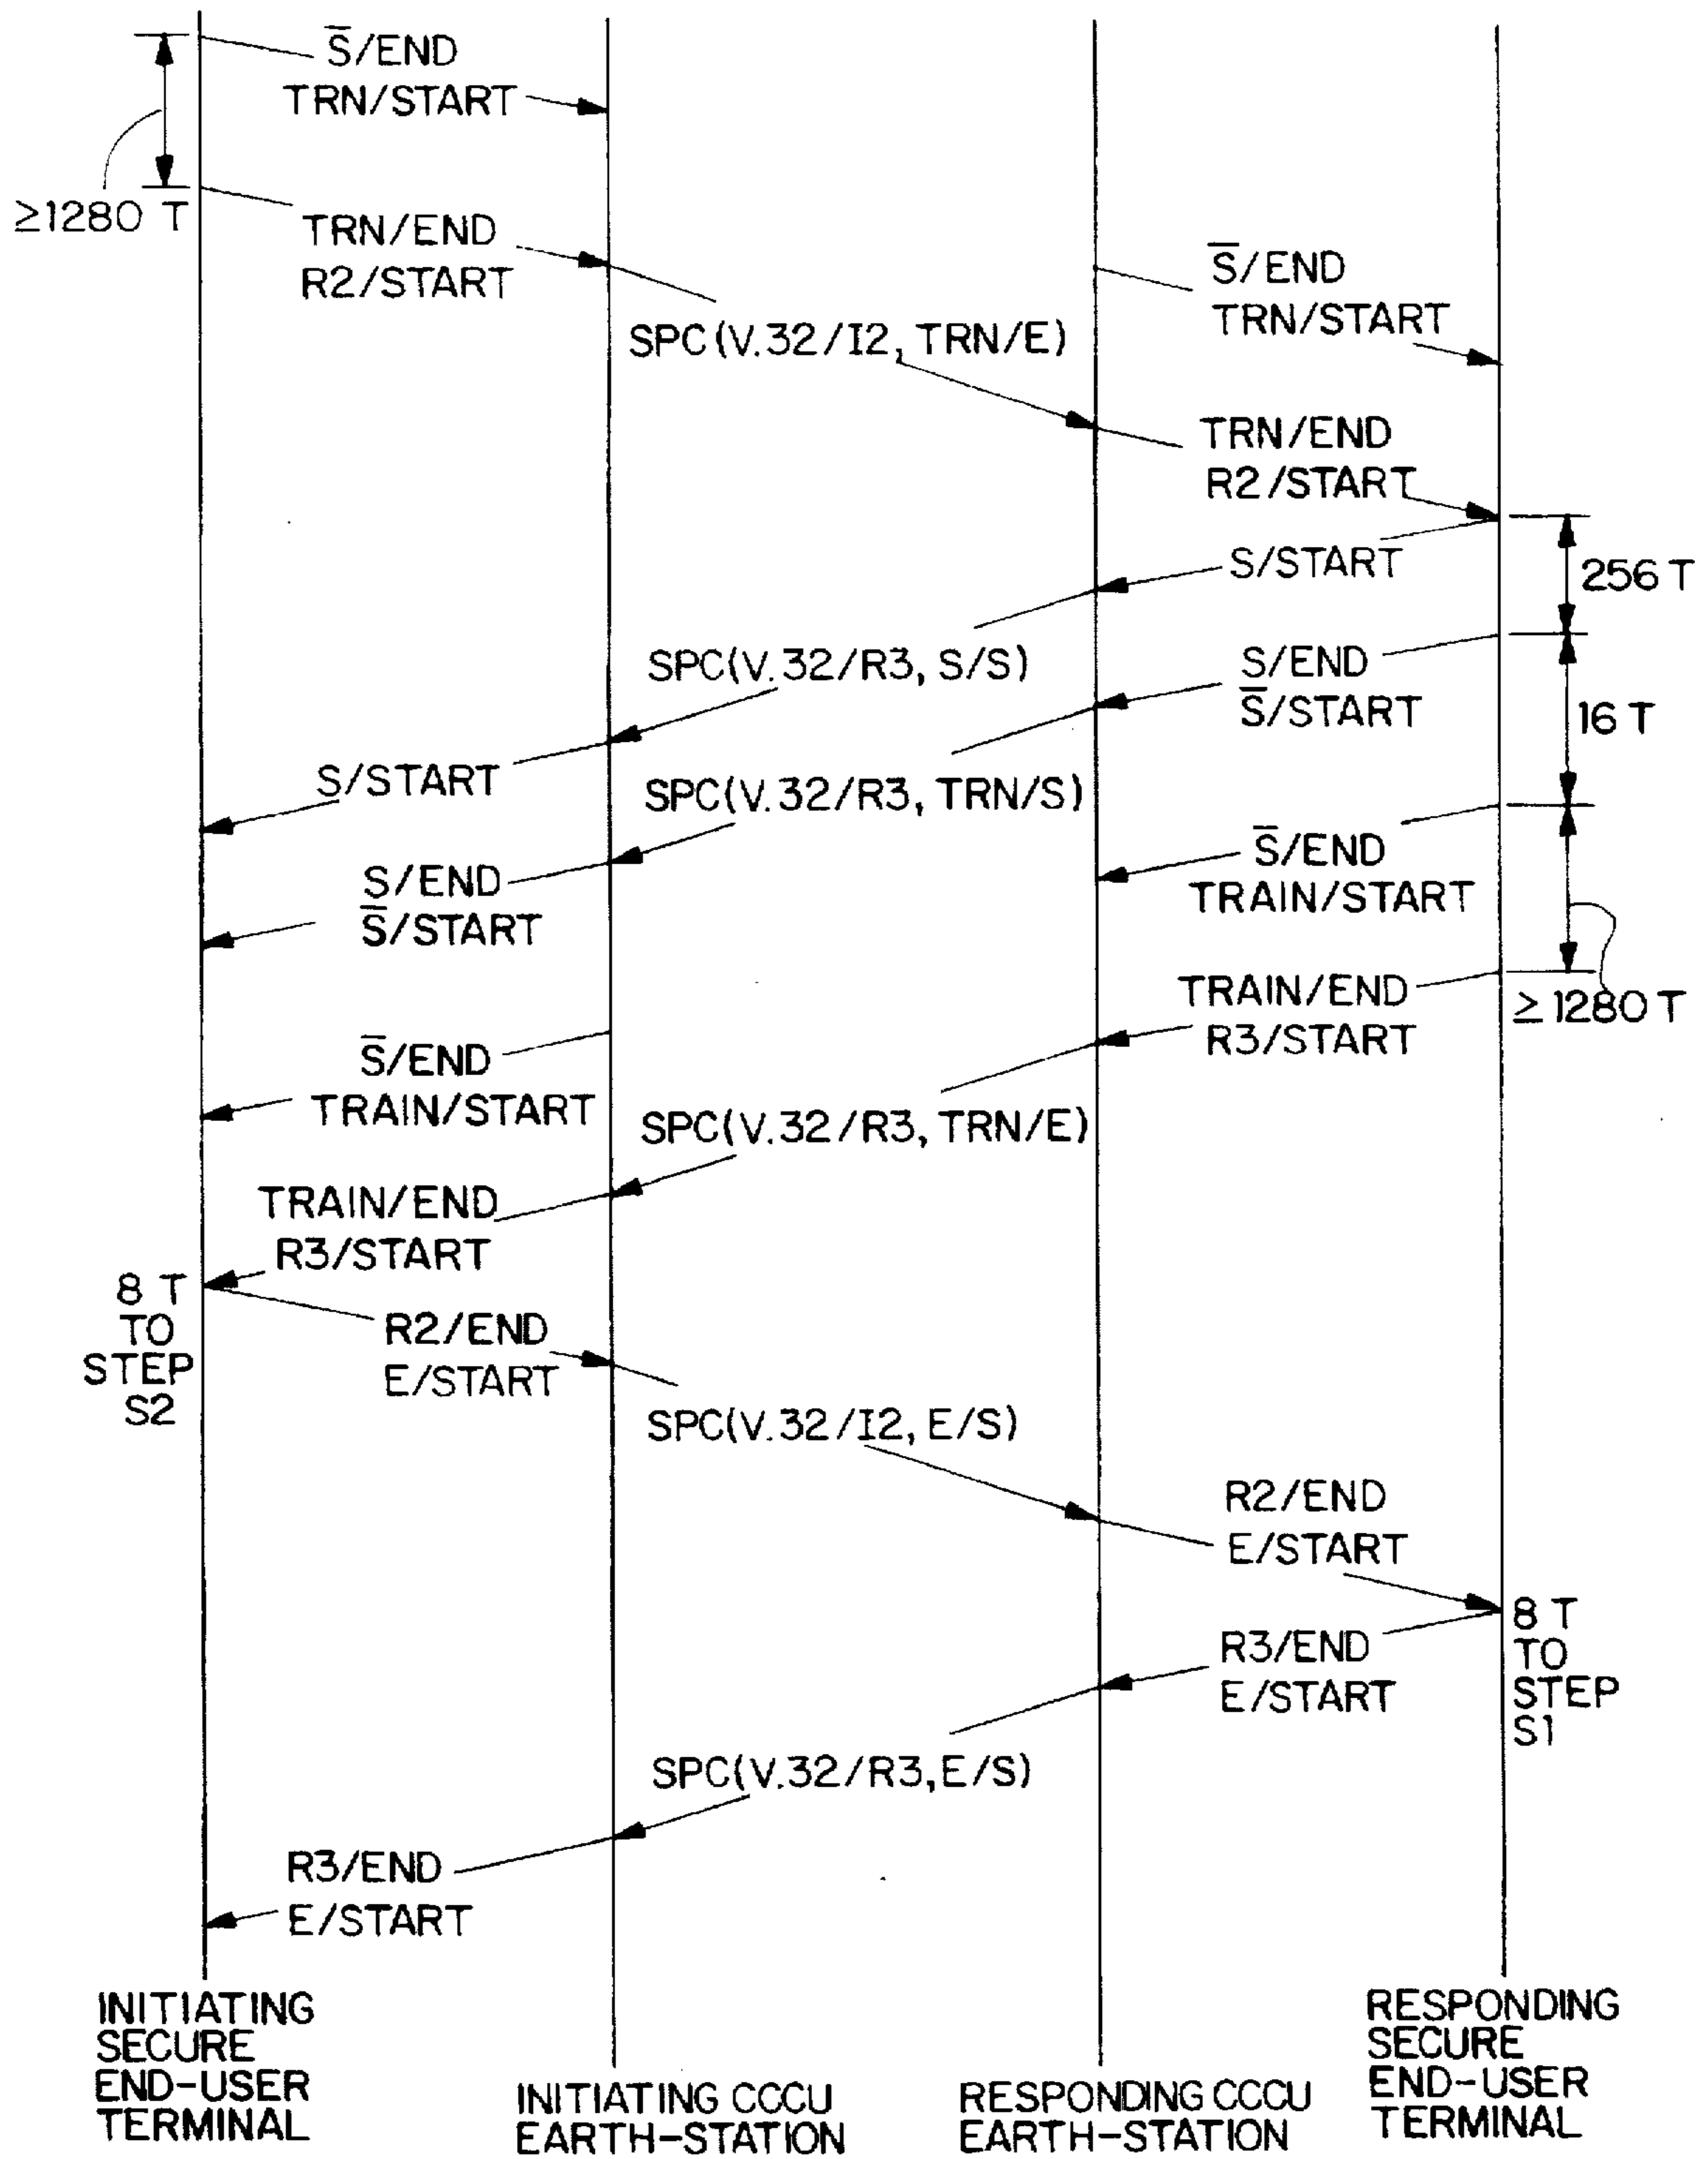 S̅/END
TRN/START
≥1280 T
TRN/END
R2/START
S̅/END
TRN/START
SPC(V.32/I2, TRN/E)
TRN/END
R2/START
S/START
256 T
SPC(V.32/R3, S/S)
S/END
S̅/START
16 T
S/START
SPC(V.32/R3, TRN/S)
S/END
S̅/START
S̅/END
TRAIN/START
TRAIN/END
R3/START
≥1280 T
S̅/END
TRAIN/START
SPC(V.32/R3, TRN/E)
TRAIN/END
R3/START
8 T
TO
STEP
S2
R2/END
E/START
SPC(V.32/I2, E/S)
R2/END
E/START
8 T
TO
STEP
S1
R3/END
E/START
SPC(V.32/R3,E/S)
R3/END
E/START
INITIATING
SECURE
END-USER
TERMINAL
INITIATING CCCU
EARTH-STATION
RESPONDING CCCU
EARTH-STATION
RESPONDING
SECURE
END-USER
TERMINAL